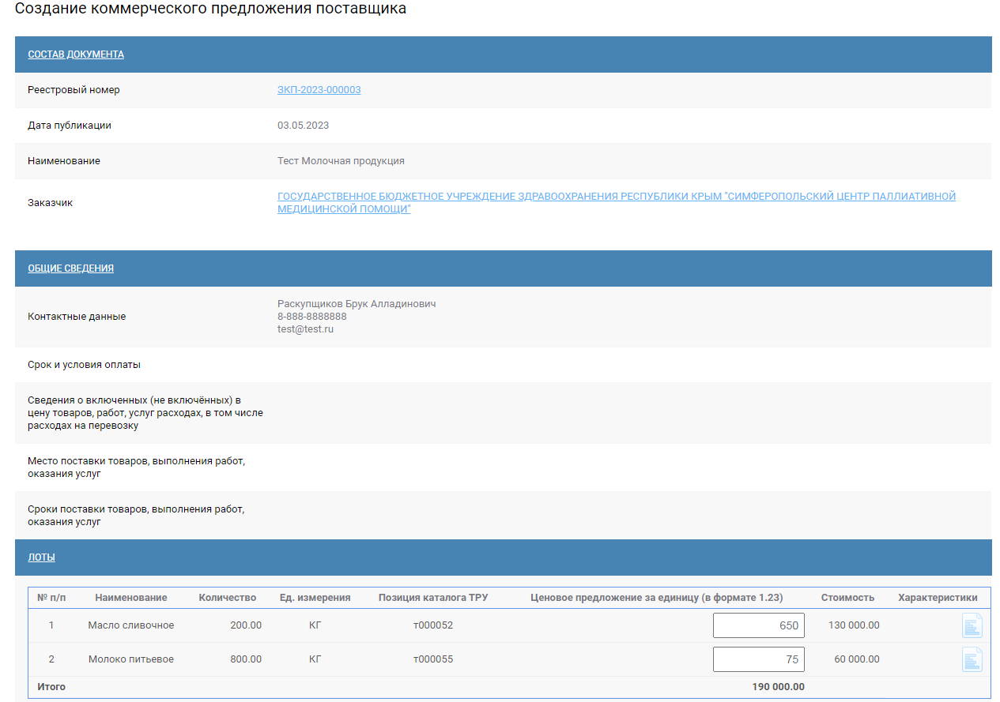 Создание коммерческого предложения поставщика
СОСТАВ ДОКУМЕНТА
Реестровый номер ЗКП-2023-000003
Дата публикации 03.05.2023
Наименование Тест Молочная продукция
Заказчик ГОСУДАРСТВЕННОЕ БЮДЖЕТНОЕ УЧРЕЖДЕНИЕ ЗДРАВООХРАНЕНИЯ РЕСПУБЛИКИ КРЫМ "СИМФЕРОПОЛЬСКИЙ ЦЕНТР ПАЛЛИАТИВНОЙ
МЕДИЦИНСКОЙ ПОМОЩИ"
ОБЩИЕ СВЕДЕНИЯ
Контактные данные
Раскупщиков Брук Алладинович
8-888-8888888
test@test.ru
Срок и условия оплаты
Сведения о включенных (не включённых) в
цену товаров, работ, услуг расходах, в том числе
расходах на перевозку
Место поставки товаров, выполнения работ,
оказания услуг
Сроки поставки товаров, выполнения работ,
оказания услуг
ЛОТЫ
№ п/п Наименование Количество Ед. измерения Позиция каталога ТРУ Ценовое предложение за единицу (в формате 1.23) Стоимость Характеристики
1 Масло сливочное 200.00 КГ т000052 650 130 000.00
2 Молоко питьевое 800.00 КГ т000055 75 60 000.00
Итого 190 000.00